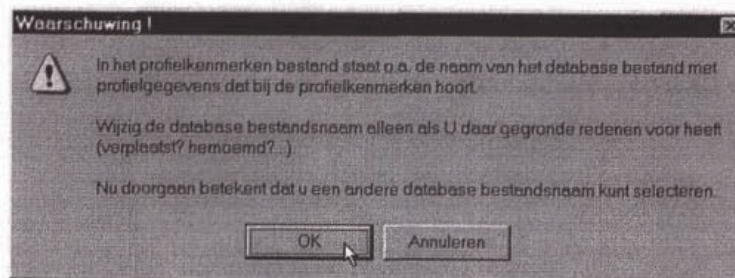 Waarschuwing !
In het profielkenmerken bestand staat o.a. de naam van het database bestand met
profielgegevens dat bij de profielkenmerken hoort.
Wijzig de database bestandsnaam alleen als U daar gegronde redenen voor heeft
(verplaatst? hernoemd?...).
Nu doorgaan betekent dat u een andere database bestandsnaam kunt selecteren.
OK Annuleren